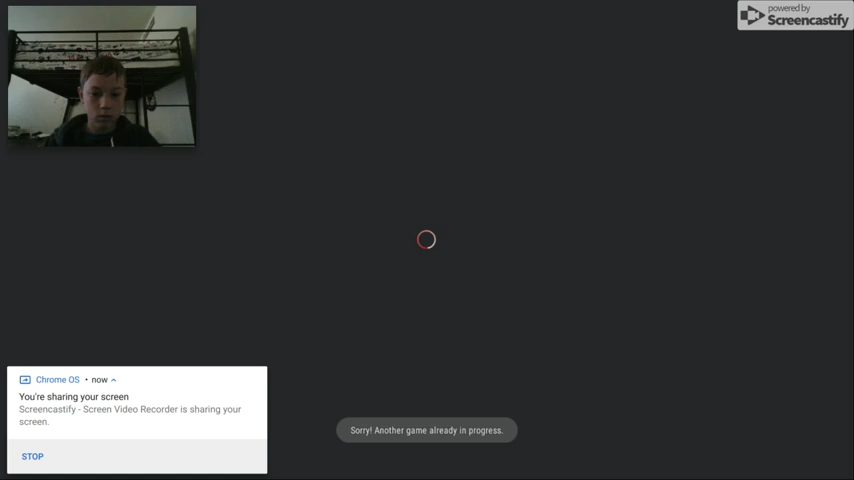 powered by
Screencastify
Chrome OS • now
You're sharing your screen
Screencastify - Screen Video Recorder is sharing your
screen.
Sorry! Another game already in progress.
STOP